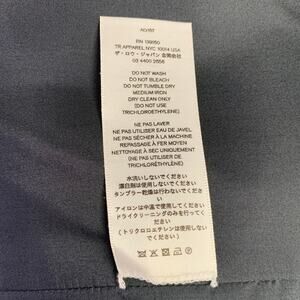 RN 139950
TR APPAREL NYC 10014 USA
ザ・ロウ・ジャパン 合同会社
03 4400 2656
DO NOT WASH
DO NOT BLEACH
DO NOT TUMBLE DRY
MEDIUM IRON
DRY CLEAN ONLY
(DO NOT USE
TRICHLOROETHYLENE)
NE PAS LAVER
NE PAS UTILISER EAU DE JAVEL
NE PAS SÉCHER À LA MACHINE
REPASSAGE À FER MOYEN
NETTOYAGE À SEC UNIQUEMENT
(NE PAS UTILISER DE
TRICHLORÉTHYLÈNE)
水洗いしないでください
漂白剤は使用しないでください
タンブラー乾燥は行わないでください
アイロンは中温で使用してください
ドライクリーニングのみを行ってください
(トリクロロエチレンは使用しないで
ください)